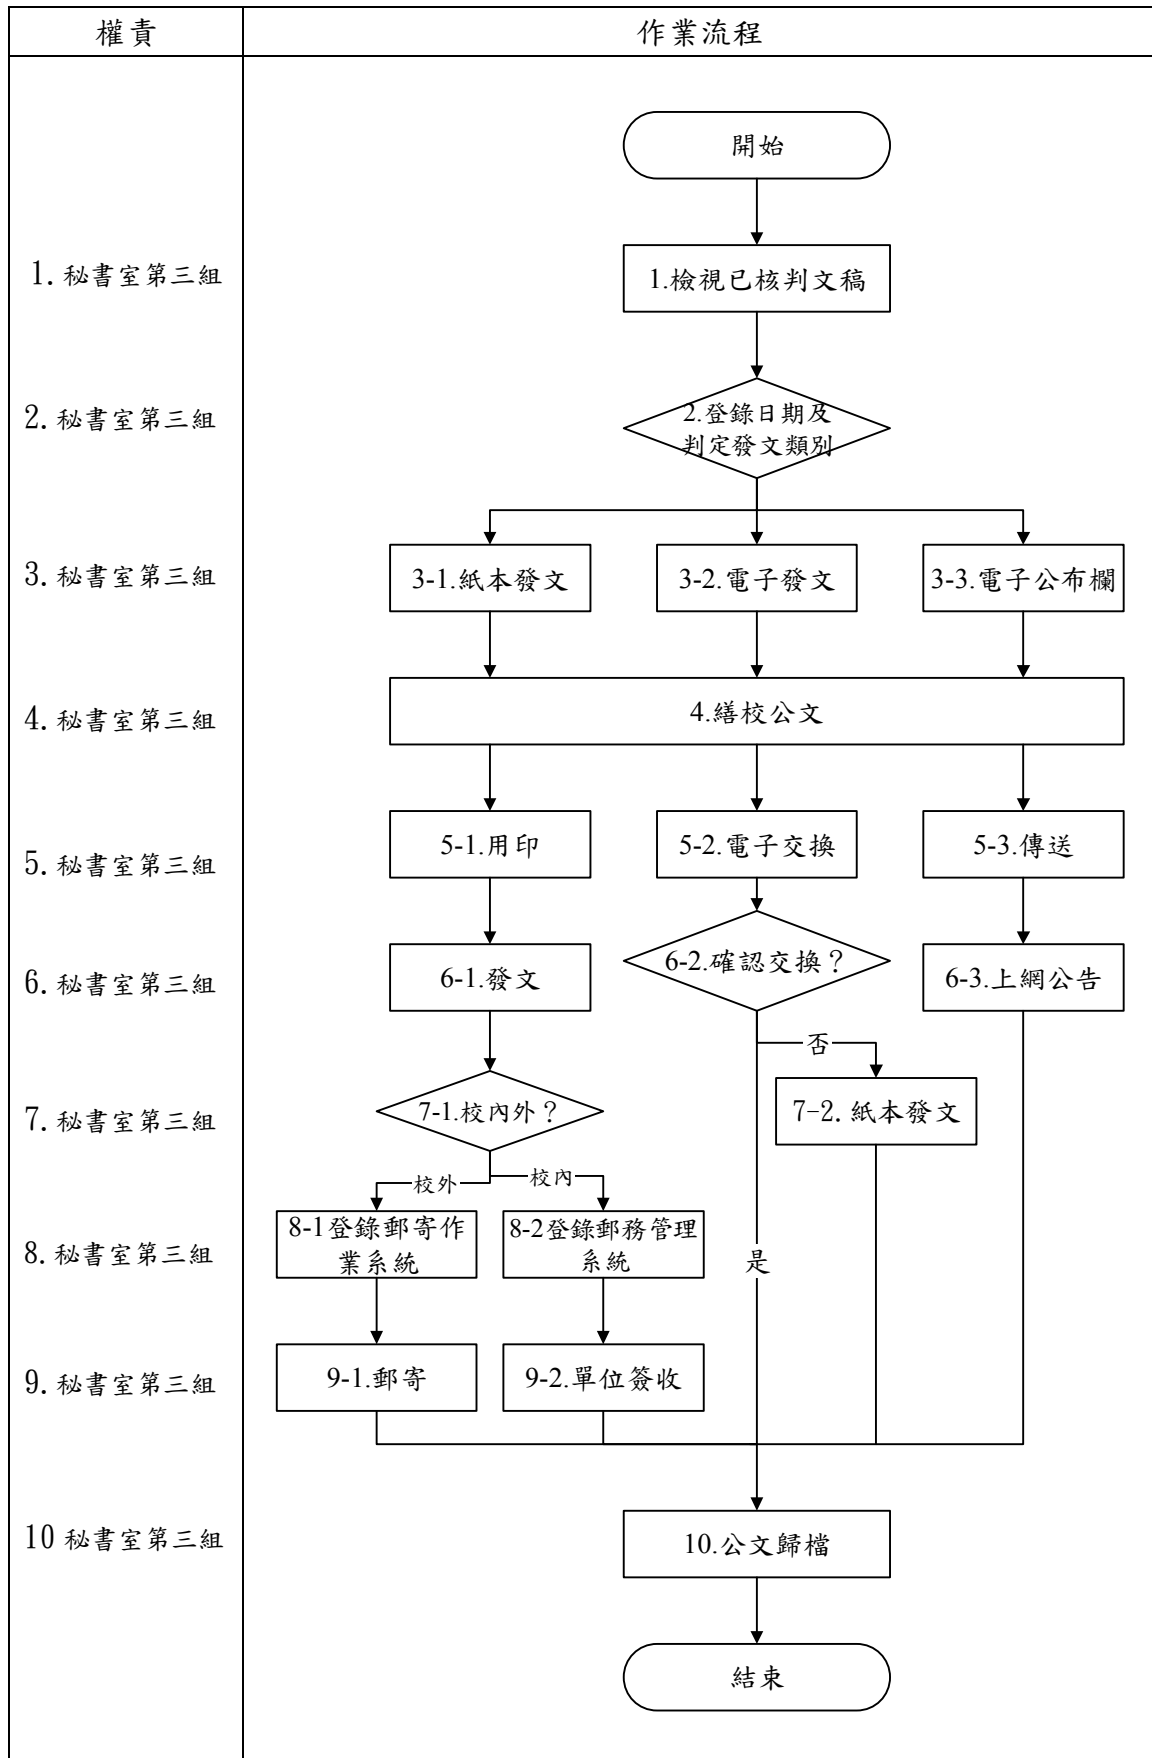 權責
作業流程
開始
1.秘書室第三組
1.檢視已核判文稿
2.秘書室第三組
2.登錄日期及
判定發文類別
3.秘書室第三組
3-1.紙本發文
3-2.電子發文
3-3.電子公布欄
4.秘書室第三組
4.繕校公文
5.秘書室第三組
5-1.用印
5-2.電子交換
5-3.傳送
6.秘書室第三組
6-1.發文
6-2.確認交換？
6-3.上網公告
否
7.秘書室第三組
7-1.校內外？
7-2.紙本發文
校外
校內
8.秘書室第三組
8-1登錄郵寄作
業系統
8-2登錄郵務管理
系統
是
9.秘書室第三組
9-1.郵寄
9-2.單位簽收
10秘書室第三組
10.公文歸檔
結束